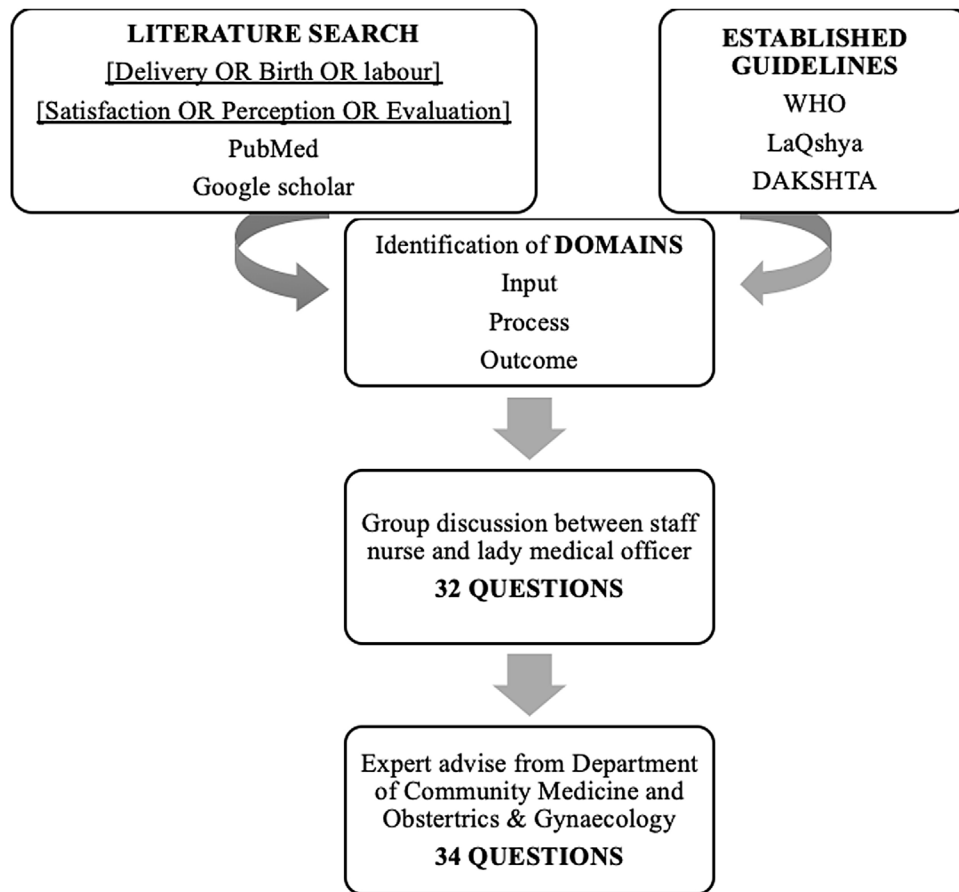 LITERATURE SEARCH
[Delivery OR Birth OR labour]
[Satisfaction OR Perception OR Evaluation]
PubMed
Google scholar
ESTABLISHED
GUIDELINES
WHO
LaQshya
DAKSHTA
Identification of DOMAINS
Input
Process
Outcome
Group discussion between staff
nurse and lady medical officer
32 QUESTIONS
Expert advise from Department
of Community Medicine and
Obstertrics & Gynaecology
34 QUESTIONS